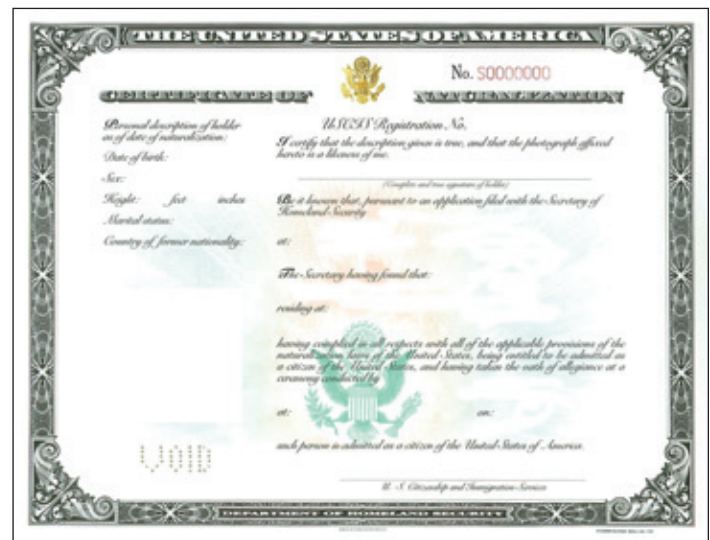 THE UNITED STATES OF AMERICA
No. S0000000
CERTIFICATE OF NATURALIZATION
Personal description of holder
as of date of naturalization:
Date of birth:
Sex:
Height: feet inches
Marital status:
Country of former nationality:
USCIS Registration No.
I certify that the description given is true, and that the photograph affixed
hereto is a likeness of me.
(Complete and true signature of holder)
Be it known that, pursuant to an application filed with the Secretary of
Homeland Security
at:
The Secretary having found that:
residing at:
having complied in all respects with all of the applicable provisions of the
naturalization laws of the United States, being entitled to be admitted as
a citizen of the United States, and having taken the oath of allegiance at a
ceremony conducted by
at: on:
such person is admitted as a citizen of the United States of America.
VOID
U. S. Citizenship and Immigration Services
DEPARTMENT OF HOMELAND SECURITY